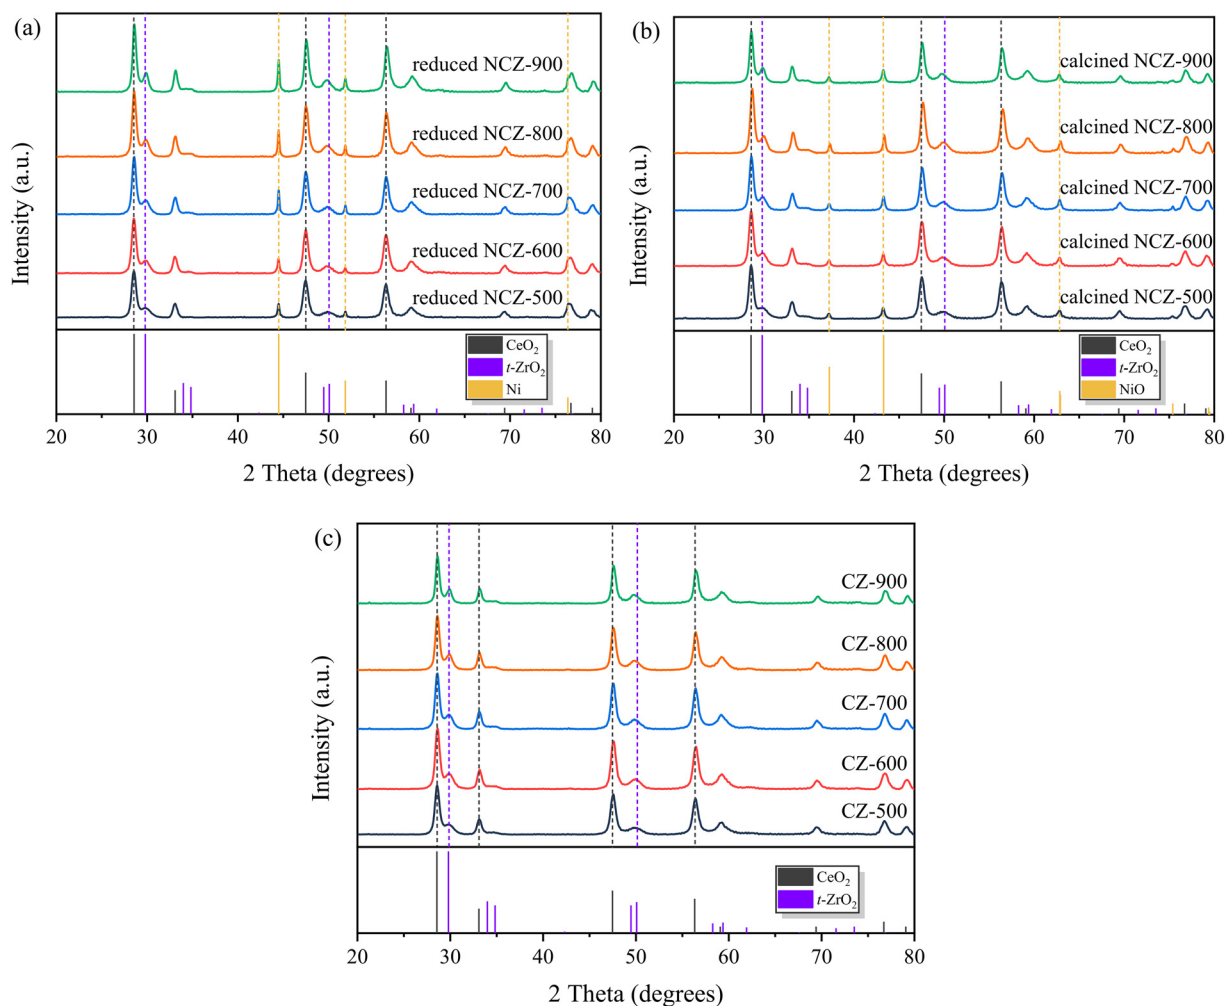 (a)
reduced NCZ-900
reduced NCZ-800
reduced NCZ-700
reduced NCZ-600
reduced NCZ-500
CeO₂
t-ZrO₂
Ni
Intensity (a.u.)
20 30 40 50 60 70 80
2 Theta (degrees)
(b)
calcined NCZ-900
calcined NCZ-800
calcined NCZ-700
calcined NCZ-600
calcined NCZ-500
CeO₂
t-ZrO₂
NiO
Intensity (a.u.)
20 30 40 50 60 70 80
2 Theta (degrees)
(c)
CZ-900
CZ-800
CZ-700
CZ-600
CZ-500
CeO₂
t-ZrO₂
Intensity (a.u.)
20 30 40 50 60 70 80
2 Theta (degrees)